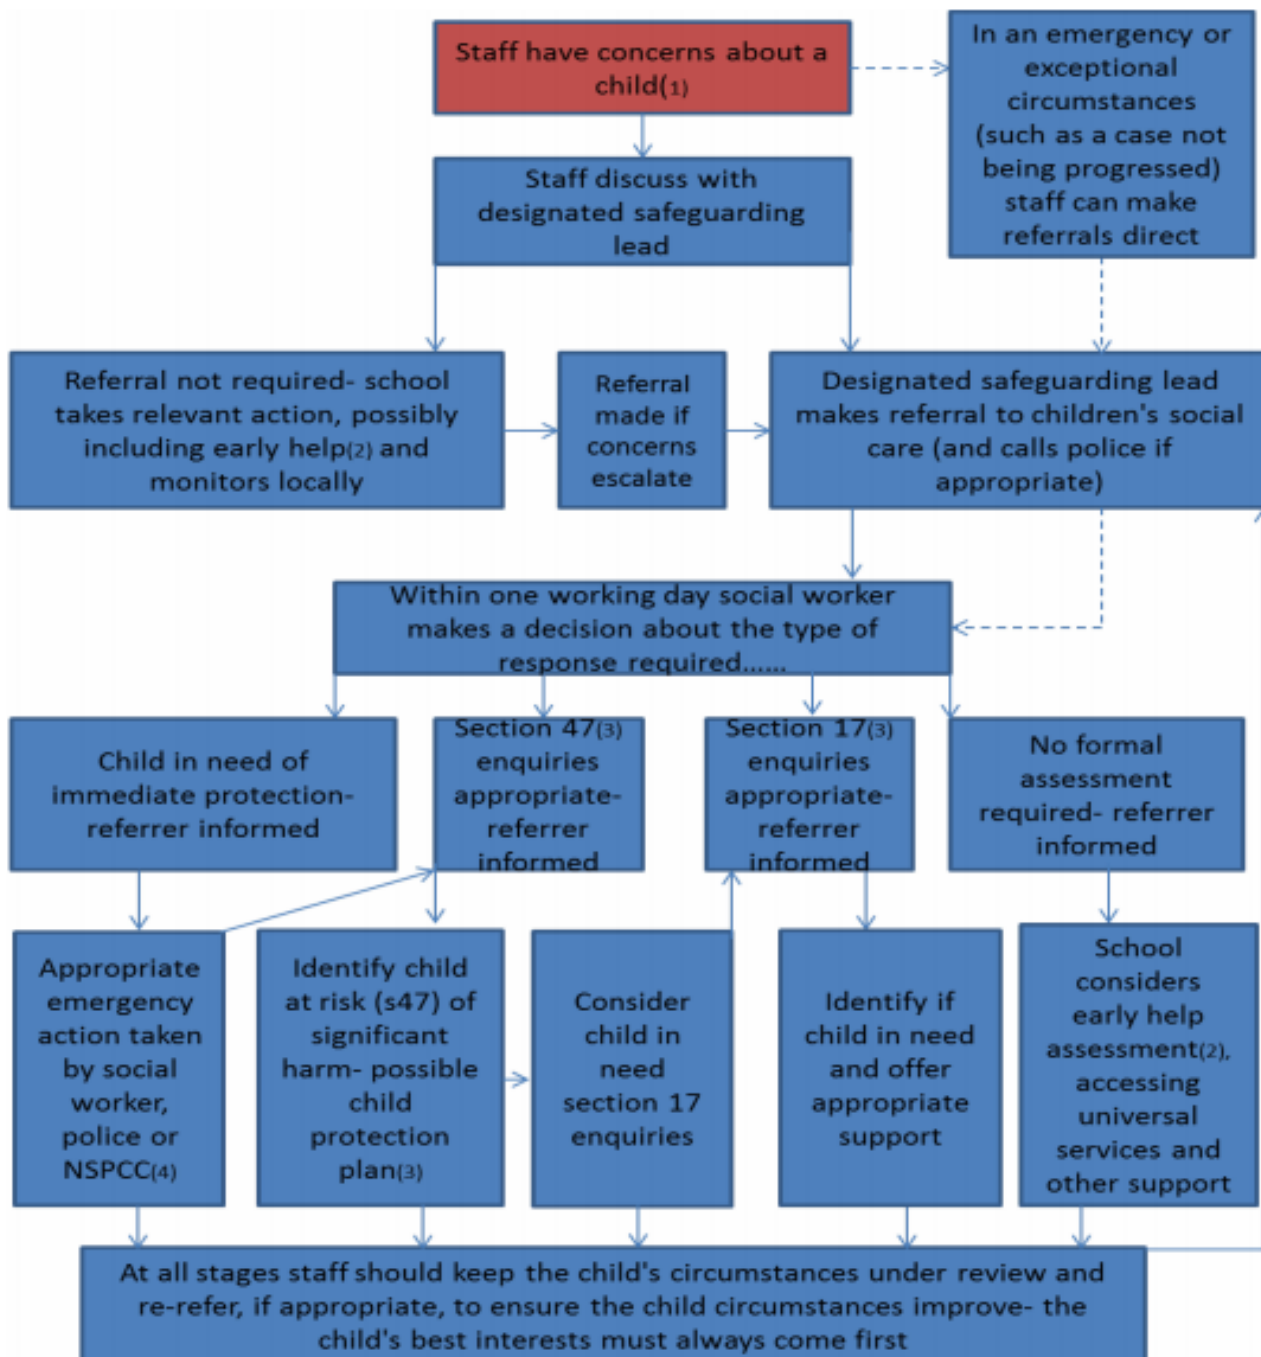 Staff have concerns about a
child(1)
In an emergency or
exceptional
circumstances
(such as a case not
being progressed)
staff can make
referrals direct
Staff discuss with
designated safeguarding
lead
Referral not required- school
takes relevant action, possibly
including early help(2) and
monitors locally
Referral
made if
concerns
escalate
Designated safeguarding lead
makes referral to children's social
care (and calls police if
appropriate)
Within one working day social worker
makes a decision about the type of
response required......
Child in need of
immediate protection-
referrer informed
Section 47(3)
enquiries
appropriate-
referrer
informed
Section 17(3)
enquiries
appropriate-
referrer
informed
No formal
assessment
required- referrer
informed
Appropriate
emergency
action taken
by social
worker,
police or
NSPCC(4)
Identify child
at risk (s47) of
significant
harm- possible
child
protection
plan(3)
Consider
child in
need
section 17
enquiries
Identify if
child in need
and offer
appropriate
support
School
considers
early help
assessment(2),
accessing
universal
services and
other support
At all stages staff should keep the child's circumstances under review and
re-refer, if appropriate, to ensure the child circumstances improve- the
child's best interests must always come first